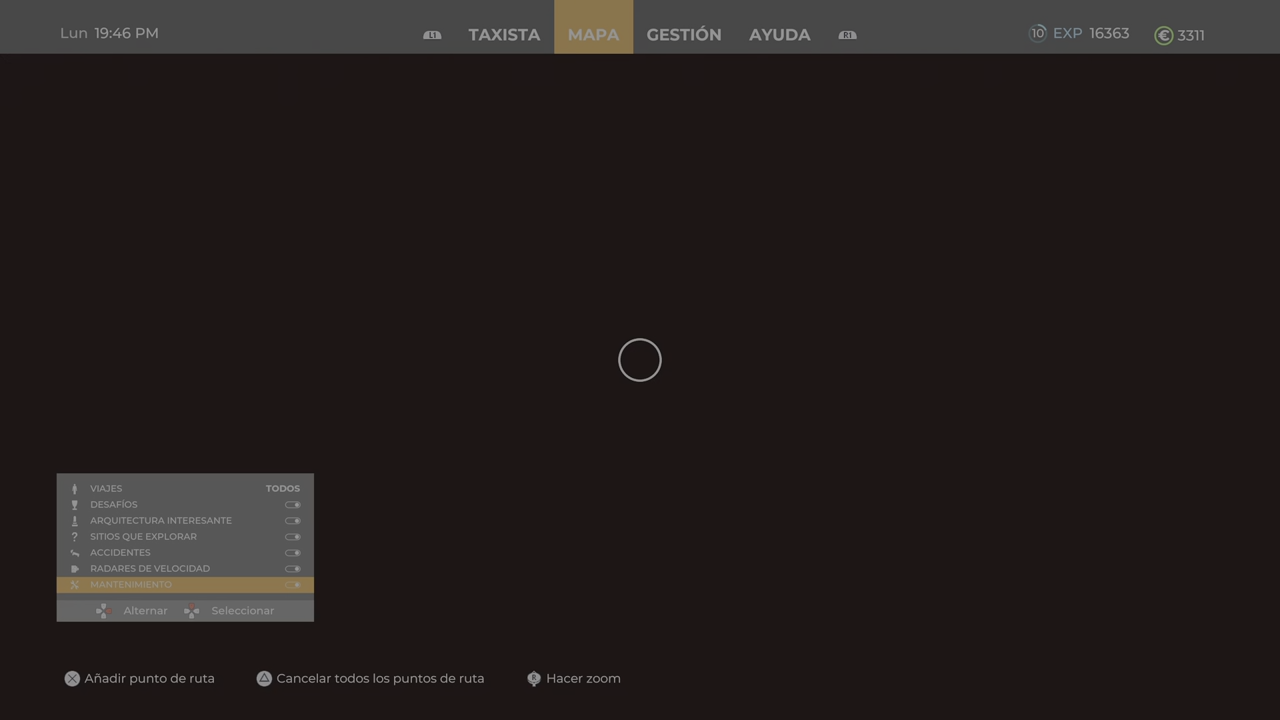 Lun 19:46 PM
L1 TAXISTA MAPA GESTIÓN AYUDA R1
10 EXP 16363 € 3311
VIAJES TODOS
DESAFÍOS
ARQUITECTURA INTERESANTE
? SITIOS QUE EXPLORAR
ACCIDENTES
RADARES DE VELOCIDAD
MANTENIMIENTO
Alternar Seleccionar
Añadir punto de ruta Cancelar todos los puntos de ruta R Hacer zoom